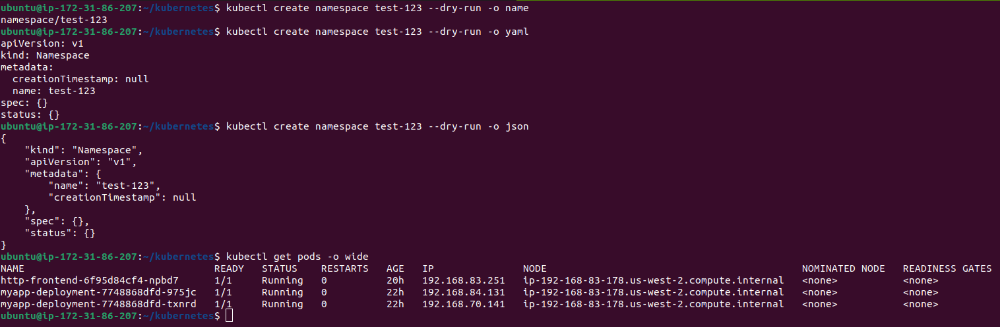 ubuntu@ip-172-31-86-207:~/kubernetes$ kubectl create namespace test-123 --dry-run -o name
namespace/test-123
ubuntu@ip-172-31-86-207:~/kubernetes$ kubectl create namespace test-123 --dry-run -o yaml
apiVersion: v1
kind: Namespace
metadata:
  creationTimestamp: null
  name: test-123
spec: {}
status: {}
ubuntu@ip-172-31-86-207:~/kubernetes$ kubectl create namespace test-123 --dry-run -o json
{
    "kind": "Namespace",
    "apiVersion": "v1",
    "metadata": {
        "name": "test-123",
        "creationTimestamp": null
    },
    "spec": {},
    "status": {}
}
ubuntu@ip-172-31-86-207:~/kubernetes$ kubectl get pods -o wide
NAME                                READY   STATUS    RESTARTS   AGE   IP               NODE                                           NOMINATED NODE   READINESS GATES
http-frontend-6f95d84cf4-npbd7      1/1     Running   0          20h   192.168.83.251   ip-192-168-83-178.us-west-2.compute.internal   <none>           <none>
myapp-deployment-7748868dfd-975jc   1/1     Running   0          22h   192.168.84.131   ip-192-168-83-178.us-west-2.compute.internal   <none>           <none>
myapp-deployment-7748868dfd-txnrd   1/1     Running   0          22h   192.168.70.141   ip-192-168-83-178.us-west-2.compute.internal   <none>           <none>
ubuntu@ip-172-31-86-207:~/kubernetes$